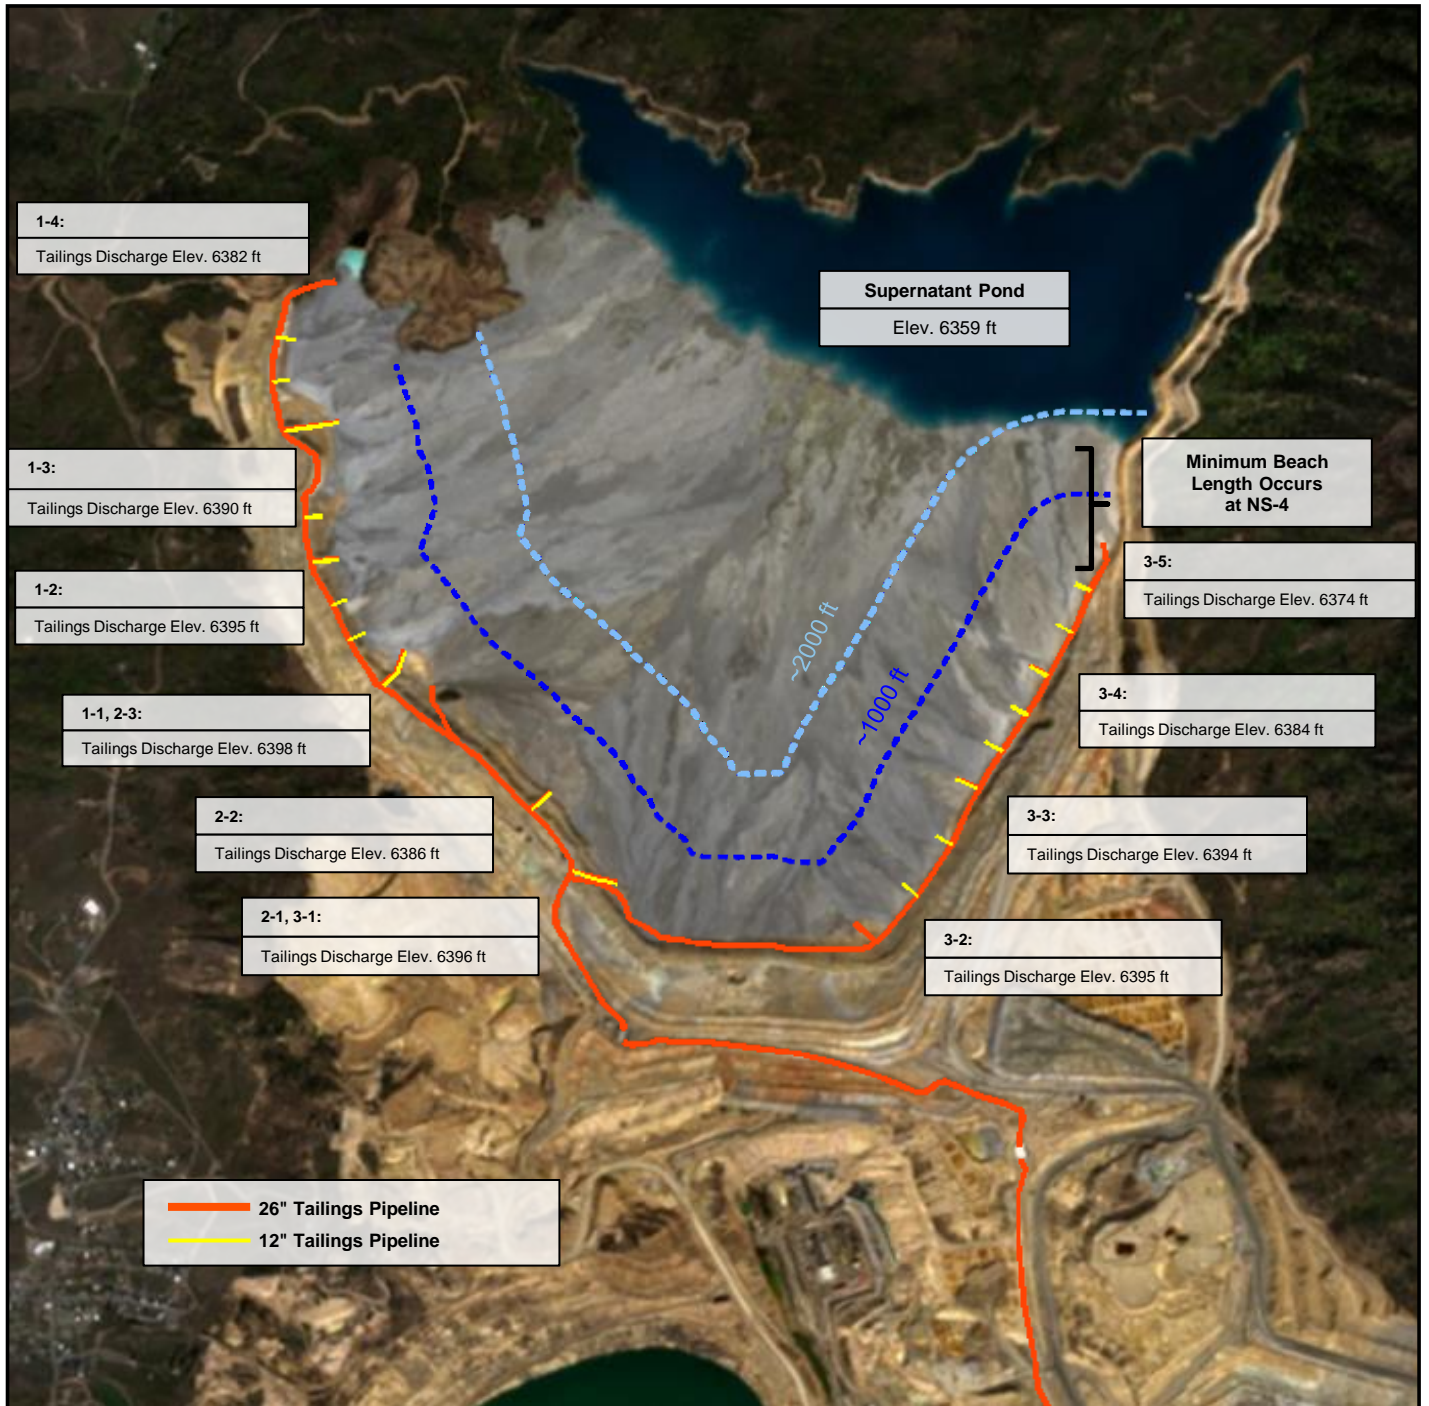 1-4:
Tailings Discharge Elev. 6382 ft
Supernatant Pond
Elev. 6359 ft
1-3:
Tailings Discharge Elev. 6390 ft
Minimum Beach
Length Occurs
at NS-4
3-5:
Tailings Discharge Elev. 6374 ft
1-2:
Tailings Discharge Elev. 6395 ft
~2000 ft
~1000 ft
1-1, 2-3:
Tailings Discharge Elev. 6398 ft
3-4:
Tailings Discharge Elev. 6384 ft
2-2:
Tailings Discharge Elev. 6386 ft
3-3:
Tailings Discharge Elev. 6394 ft
2-1, 3-1:
Tailings Discharge Elev. 6396 ft
3-2:
Tailings Discharge Elev. 6395 ft
26" Tailings Pipeline
12" Tailings Pipeline